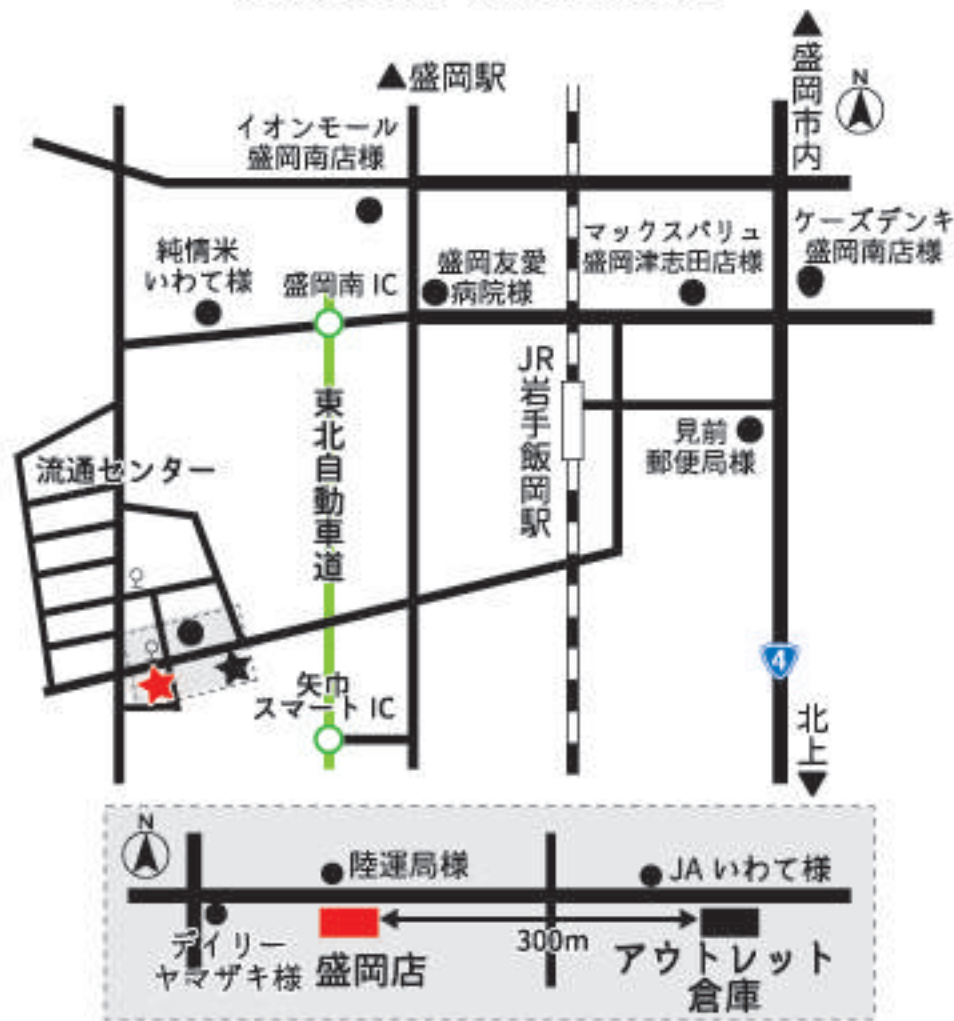 ▲盛岡駅
▲盛岡市内
N
イオンモール
盛岡南店様
純情米
いわて様
盛岡南 IC
盛岡友愛
病院様
マックスバリュ
盛岡津志田店様
ケーズデンキ
盛岡南店様
JR岩手飯岡駅
東北自動車道
見前
郵便局様
流通センター
矢巾
スマート IC
4
北上▼
N
陸運局様
JA いわて様
デイリー
ヤマザキ様
盛岡店
300m
アウトレット
倉庫